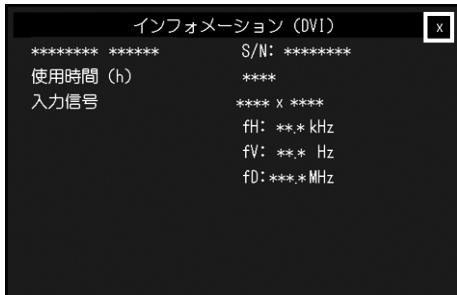 インフォメーション (DVI) x
******** ****** S/N: ********
使用時間 (h) ****
入力信号 **** x ****
fH: **.* kHz
fV: **.* Hz
fD:***.*MHz